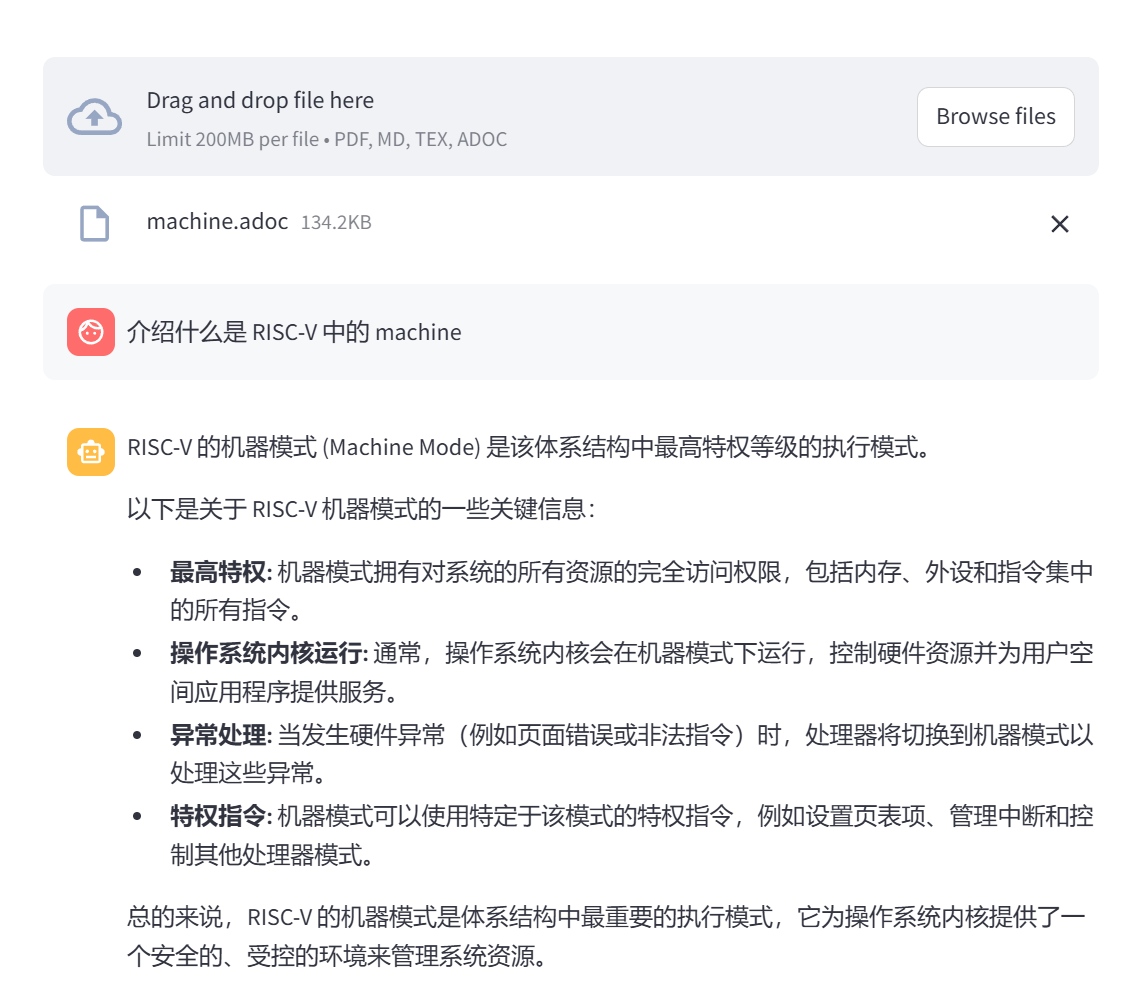 Drag and drop file here
Limit 200MB per file • PDF, MD, TEX, ADOC
Browse files
machine.adoc 134.2KB
介绍什么是 RISC-V 中的 machine
RISC-V 的机器模式 (Machine Mode) 是该体系结构中最高特权等级的执行模式。
以下是关于 RISC-V 机器模式的一些关键信息：
• 最高特权: 机器模式拥有对系统的所有资源的完全访问权限，包括内存、外设和指令集中
的所有指令。
• 操作系统内核运行: 通常，操作系统内核会在机器模式下运行，控制硬件资源并为用户空
间应用程序提供服务。
• 异常处理: 当发生硬件异常（例如页面错误或非法指令）时，处理器将切换到机器模式以
处理这些异常。
• 特权指令: 机器模式可以使用特定于该模式的特权指令，例如设置页表项、管理中断和控
制其他处理器模式。
总的来说，RISC-V 的机器模式是体系结构中最重要的执行模式，它为操作系统内核提供了一
个安全的、受控的环境来管理系统资源。